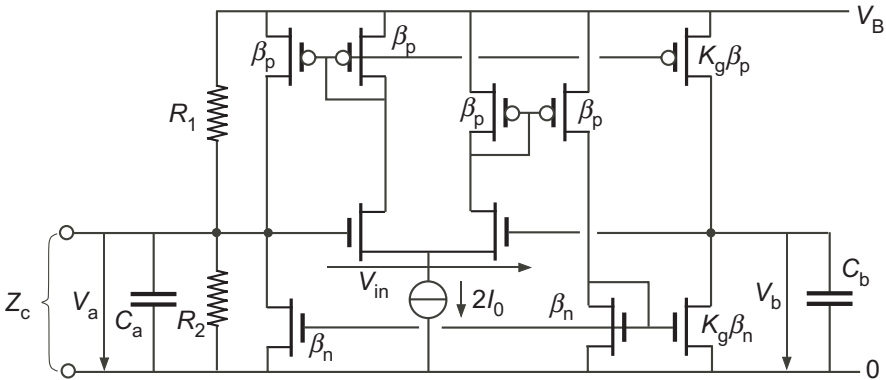 V_B
β_p
β_p
K_gβ_p
R_1
β_p
β_p
Z_c
V_a
C_a
R_2
V_in
2I_0
β_n
β_n
K_gβ_n
V_b
C_b
0